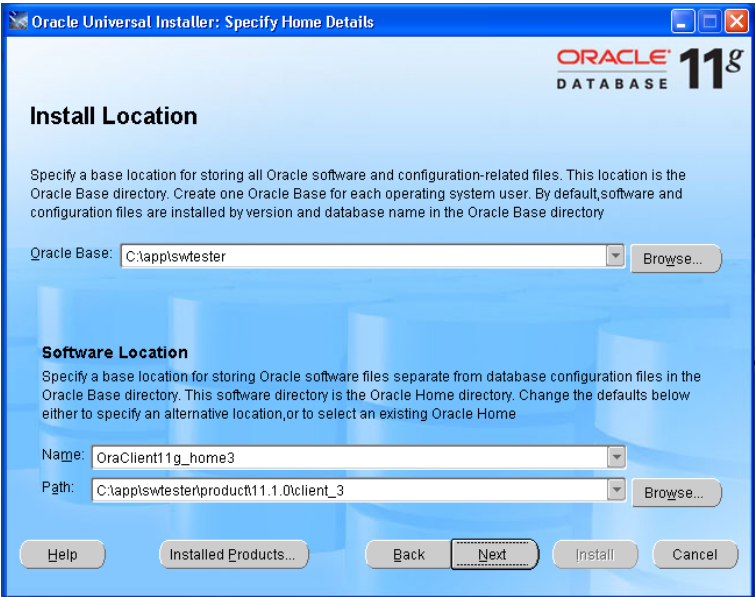 Oracle Universal Installer: Specify Home Details
ORACLE
DATABASE 11g
Install Location
Specify a base location for storing all Oracle software and configuration-related files. This location is the
Oracle Base directory. Create one Oracle Base for each operating system user. By default,software and
configuration files are installed by version and database name in the Oracle Base directory
Oracle Base: C:\app\swtester Browse...
Software Location
Specify a base location for storing Oracle software files separate from database configuration files in the
Oracle Base directory. This software directory is the Oracle Home directory. Change the defaults below
either to specify an alternative location,or to select an existing Oracle Home
Name: OraClient11g_home3
Path: C:\app\swtester\product\11.1.0\client_3 Browse...
Help Installed Products... Back Next Install Cancel